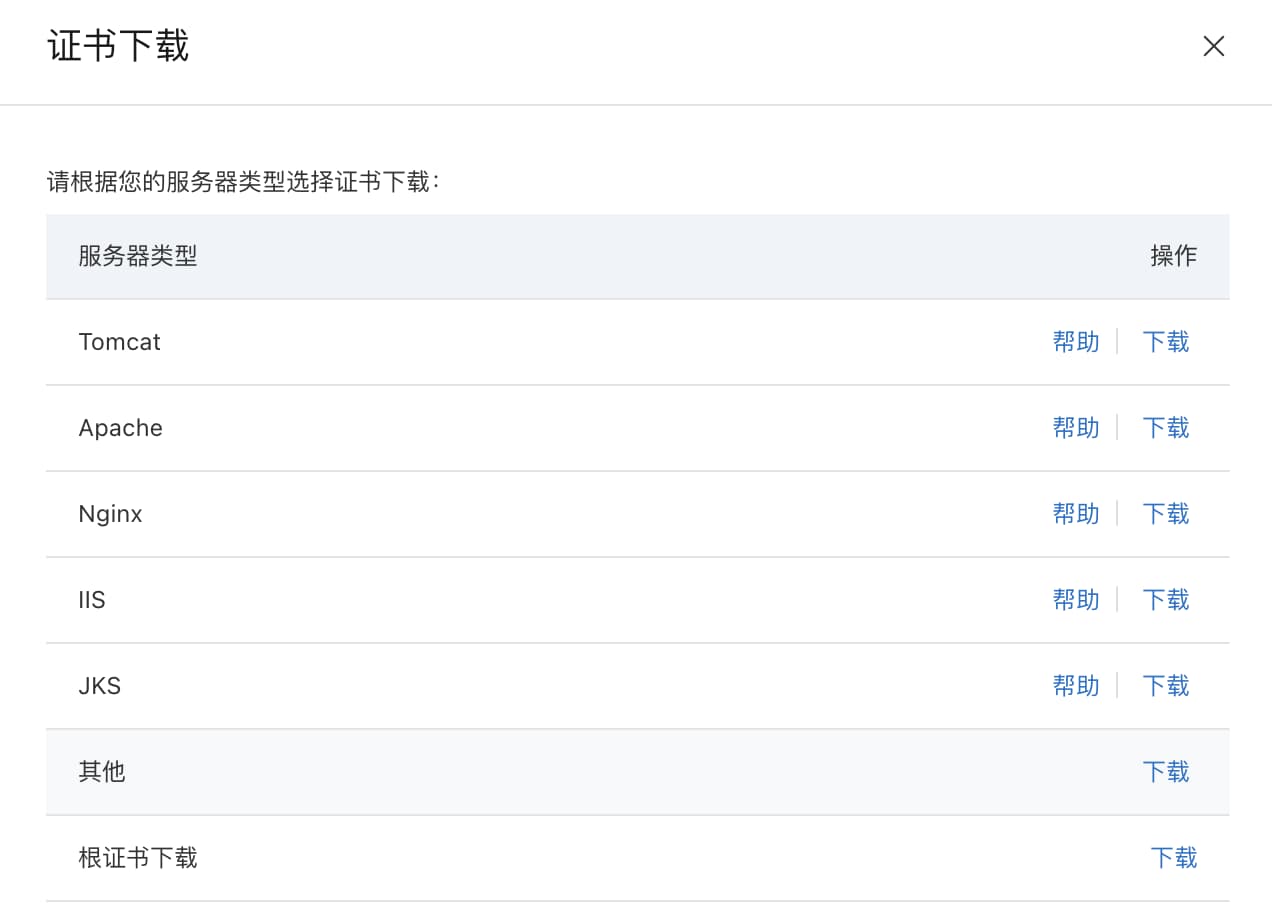 证书下载
请根据您的服务器类型选择证书下载：
服务器类型 操作
Tomcat 帮助 下载
Apache 帮助 下载
Nginx 帮助 下载
IIS 帮助 下载
JKS 帮助 下载
其他 下载
根证书下载 下载